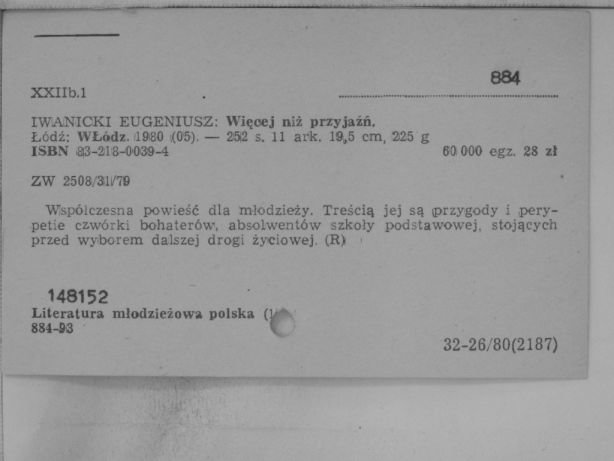 884
XXIIb.1
IWANICKI EUGENIUSZ: Więcej niż przyjaźń.
Łódź: WŁódz. 1980 (05). — 252 s. 11 ark. 19,5 cm, 225 g
ISBN 83-218-0039-4 60 000 egz. 28 zł
ZW 2508/31/79
Współczesna powieść dla młodzieży. Treścią jej są przygody i pery-
petie czwórki bohaterów, absolwentów szkoły podstawowej, stojących
przed wyborem dalszej drogi życiowej. (R)
148152
Literatura młodzieżowa polska
884-93
32-26/80(2187)